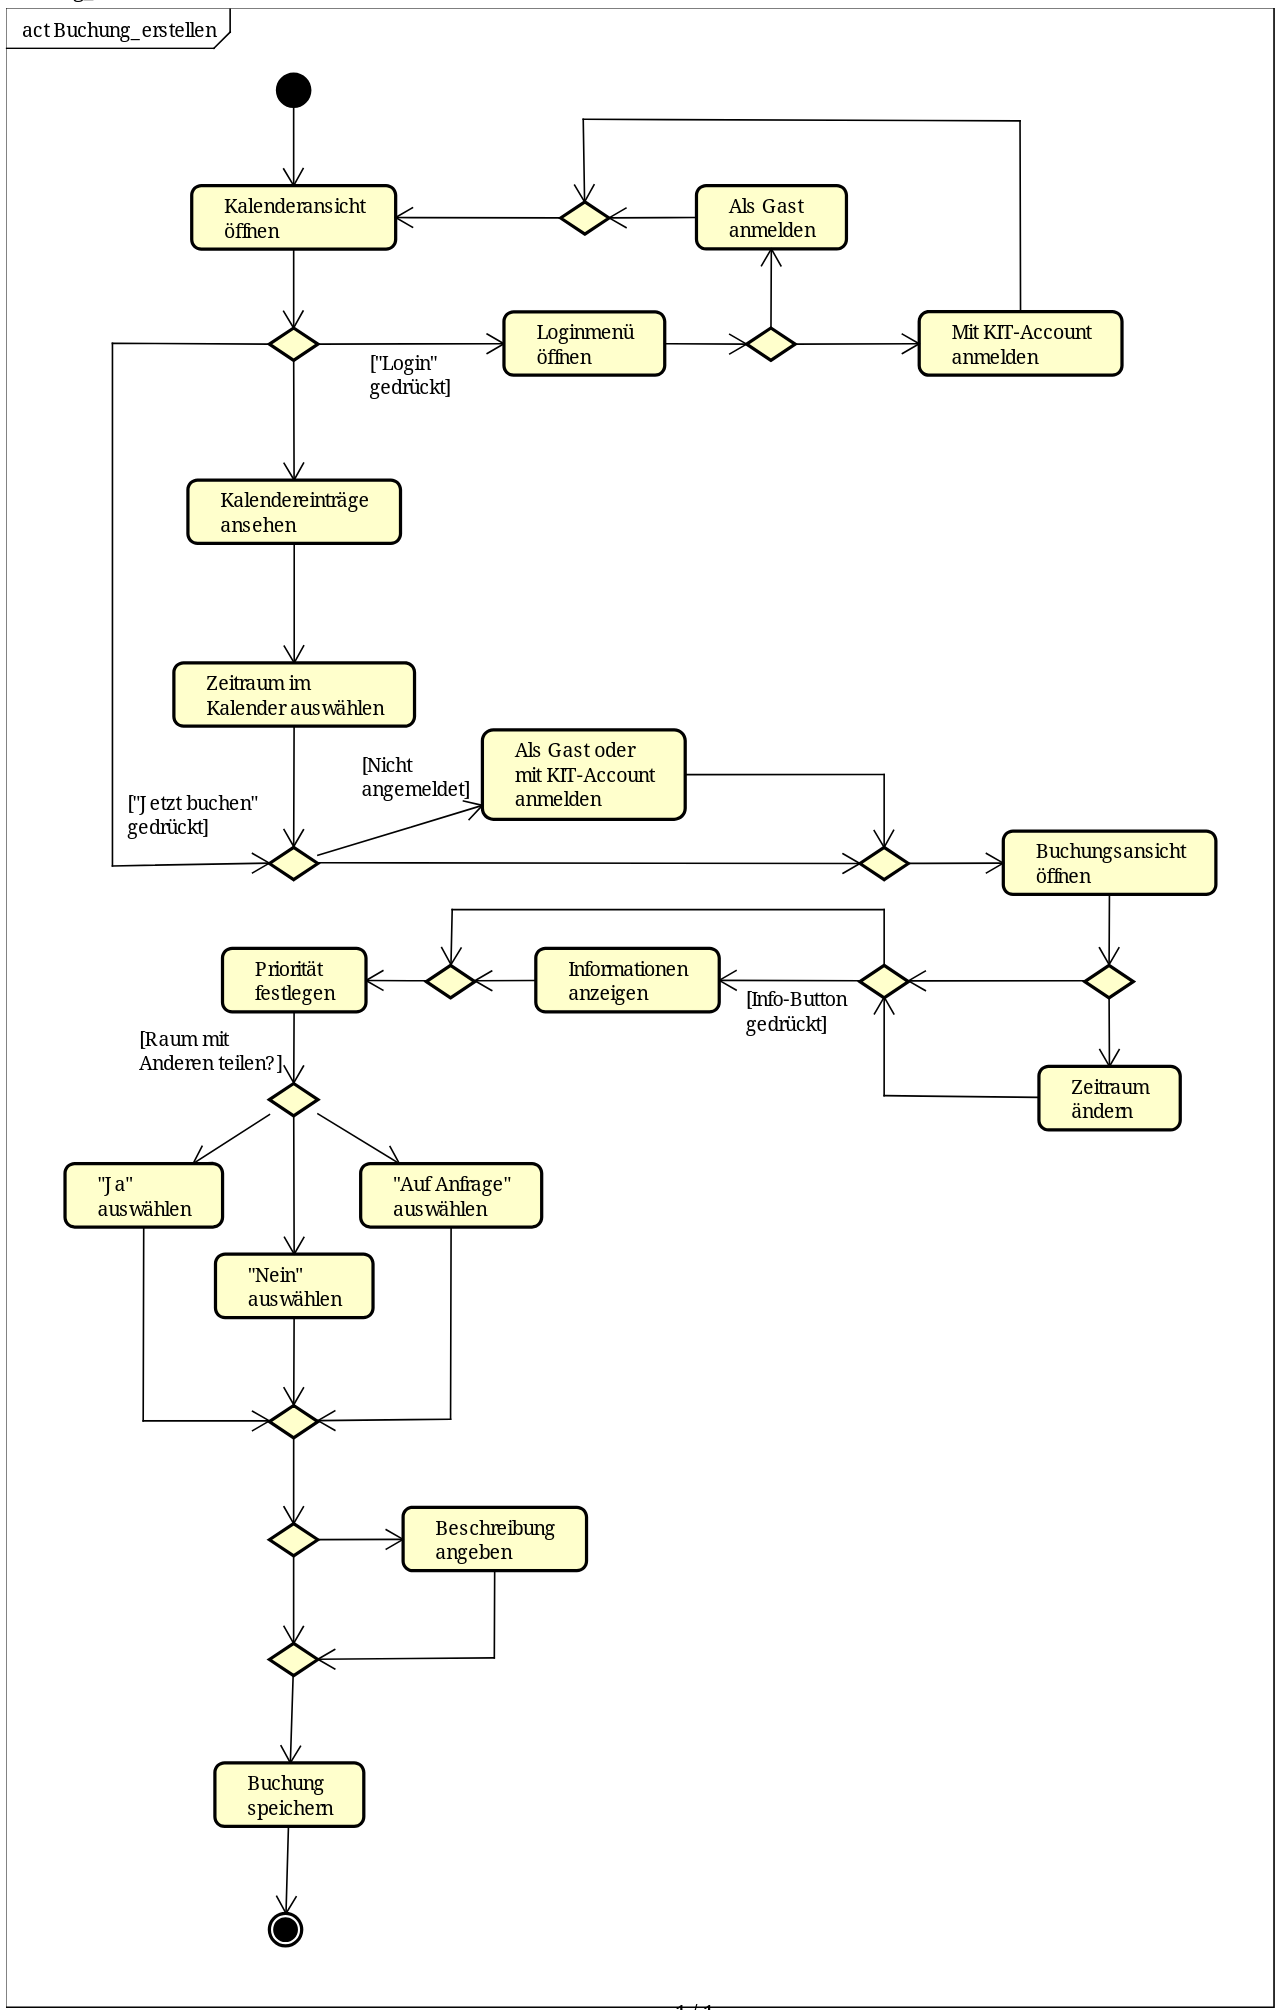 act Buchung_erstellen
Kalenderansicht
öffnen
Als Gast
anmelden
Loginmenü
öffnen
Mit KIT-Account
anmelden
["Login"
gedrückt]
Kalendereinträge
ansehen
Zeitraum im
Kalender auswählen
Als Gast oder
mit KIT-Account
anmelden
[Nicht
angemeldet]
["Jetzt buchen"
gedrückt]
Buchungsansicht
öffnen
Priorität
festlegen
Informationen
anzeigen
[Info-Button
gedrückt]
[Raum mit
Anderen teilen?]
Zeitraum
ändern
"Ja"
auswählen
"Auf Anfrage"
auswählen
"Nein"
auswählen
Beschreibung
angeben
Buchung
speichern
1 / 1